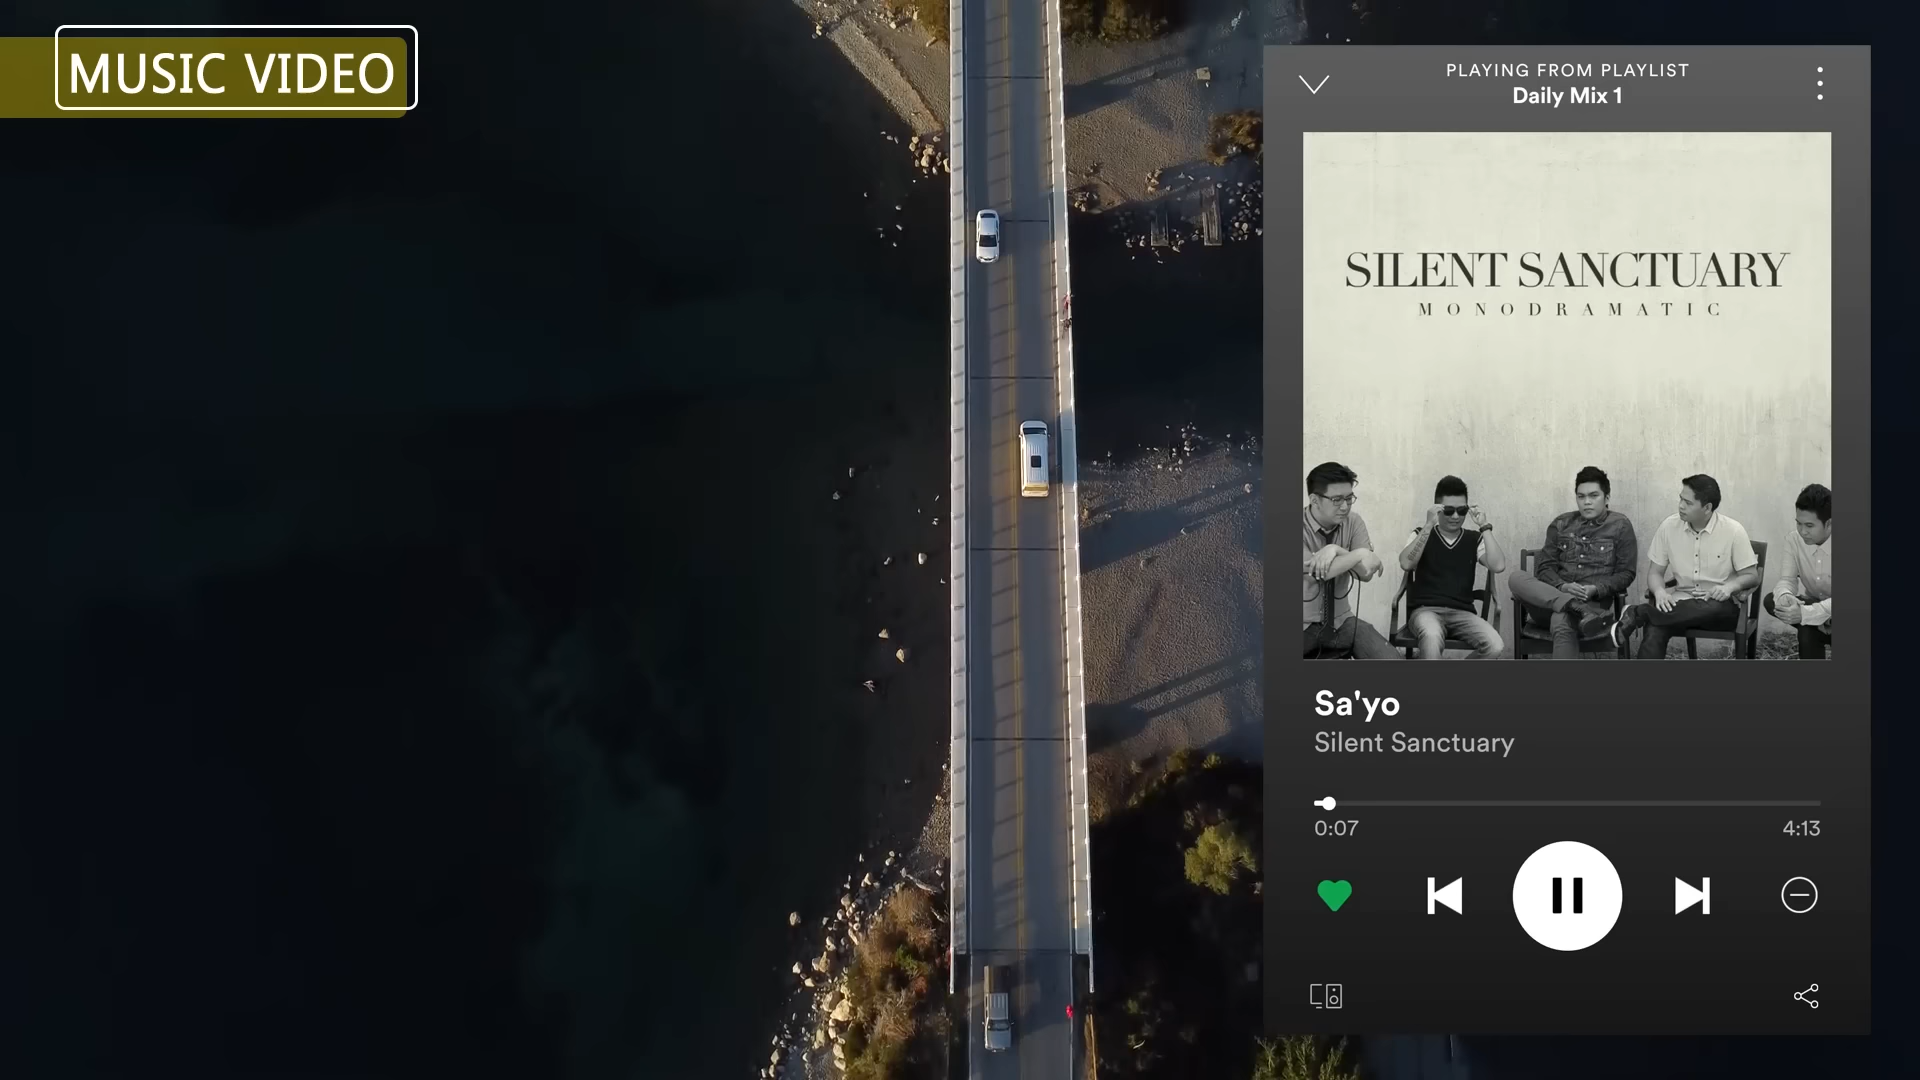 MUSIC VIDEO
PLAYING FROM PLAYLIST
Daily Mix 1
SILENT SANCTUARY
MONODRAMATIC
Sa'yo
Silent Sanctuary
0:07
4:13